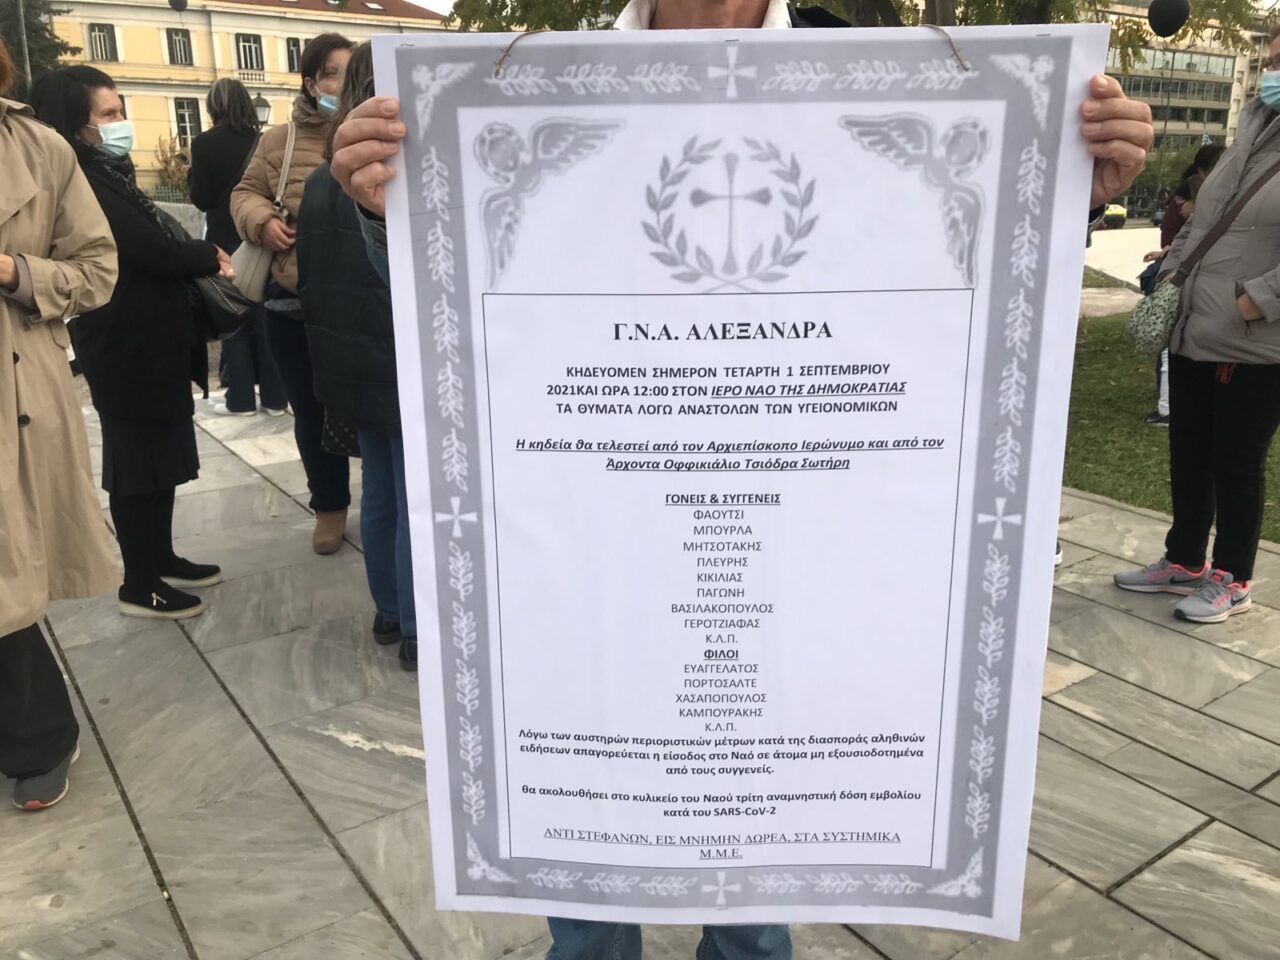 Γ.Ν.Α. ΑΛΕΞΑΝΔΡΑ
ΚΗΔΕΥΟΜΕΝ ΣΗΜΕΡΟΝ ΤΕΤΑΡΤΗ 1 ΣΕΠΤΕΜΒΡΙΟΥ
2021ΚΑΙ ΩΡΑ 12:00 ΣΤΟΝ ΙΕΡΟ ΝΑΟ ΤΗΣ ΔΗΜΟΚΡΑΤΙΑΣ
ΤΑ ΘΥΜΑΤΑ ΛΟΓΩ ΑΝΑΣΤΟΛΩΝ ΤΩΝ ΥΓΕΙΟΝΟΜΙΚΩΝ
Η κηδεία θα τελεστεί από τον Αρχιεπίσκοπο Ιερώνυμο και από τον
Άρχοντα Οφφικιάλιο Τσιόδρα Σωτήρη
ΓΟΝΕΙΣ & ΣΥΓΓΕΝΕΙΣ
ΦΑΟΥΤΣΙ
ΜΠΟΥΡΛΑ
ΜΗΤΣΟΤΑΚΗΣ
ΠΛΕΥΡΗΣ
ΚΙΚΙΛΙΑΣ
ΠΑΓΩΝΗ
ΒΑΣΙΛΑΚΟΠΟΥΛΟΣ
ΓΕΡΟΤΖΙΑΦΑΣ
Κ.Λ.Π.
ΦΙΛΟΙ
ΕΥΑΓΓΕΛΑΤΟΣ
ΠΟΡΤΟΣΑΛΤΕ
ΧΑΣΑΠΟΠΟΥΛΟΣ
ΚΑΜΠΟΥΡΑΚΗΣ
Κ.Λ.Π.
Λόγω των αυστηρών περιοριστικών μέτρων κατά της διασποράς αληθινών
ειδήσεων απαγορεύεται η είσοδος στο Ναό σε άτομα μη εξουσιοδοτημένα
από τους συγγενείς.
Θα ακολουθήσει στο κυλικείο του Ναού τρίτη αναμνηστική δόση εμβολίου
κατά του SARS-CoV-2
ΑΝΤΙ ΣΤΕΦΑΝΩΝ, ΕΙΣ ΜΝΗΜΗΝ ΔΩΡΕΑ, ΣΤΑ ΣΥΣΤΗΜΙΚΑ
Μ.Μ.Ε.